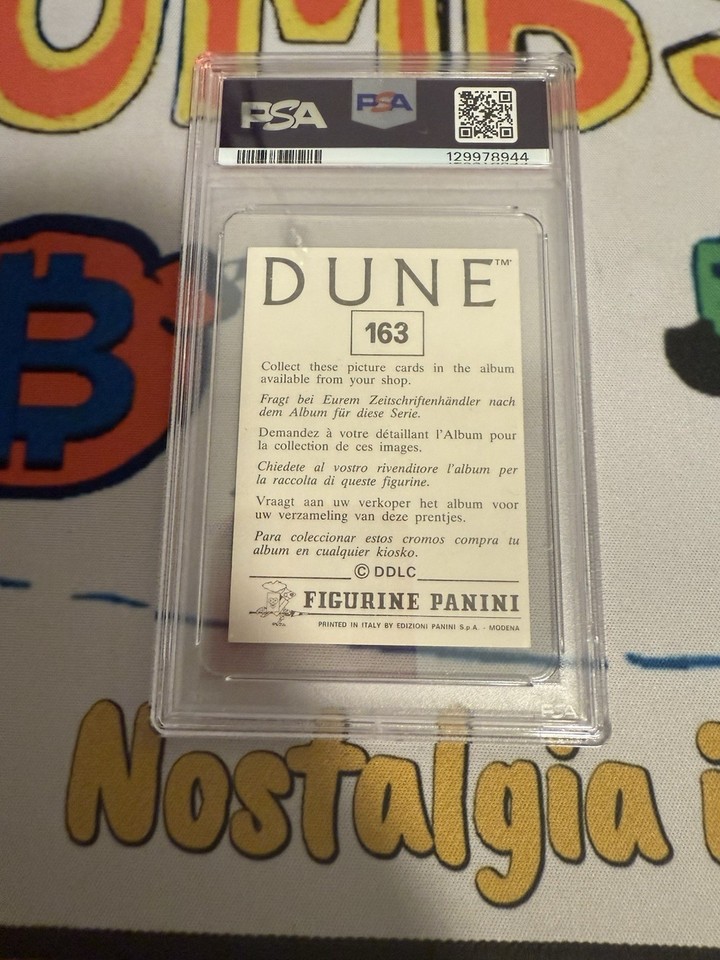 PSA
PSA
129978944
DUNE™
163
Collect these picture cards in the album
available from your shop.
Fragt bei Eurem Zeitschriftenhändler nach
dem Album für diese Serie.
Demandez à votre détaillant l'Album pour
la collection de ces images.
Chiedete al vostro rivenditore l'album per
la raccolta di queste figurine.
Vraagt aan uw verkoper het album voor
uw verzameling van deze prentjes.
Para coleccionar estos cromos compra tu
album en cualquier kiosko.
© DDLC
FIGURINE PANINI
PRINTED IN ITALY BY EDIZIONI PANINI S.p.A. - MODENA
PSA
Nostalgia i